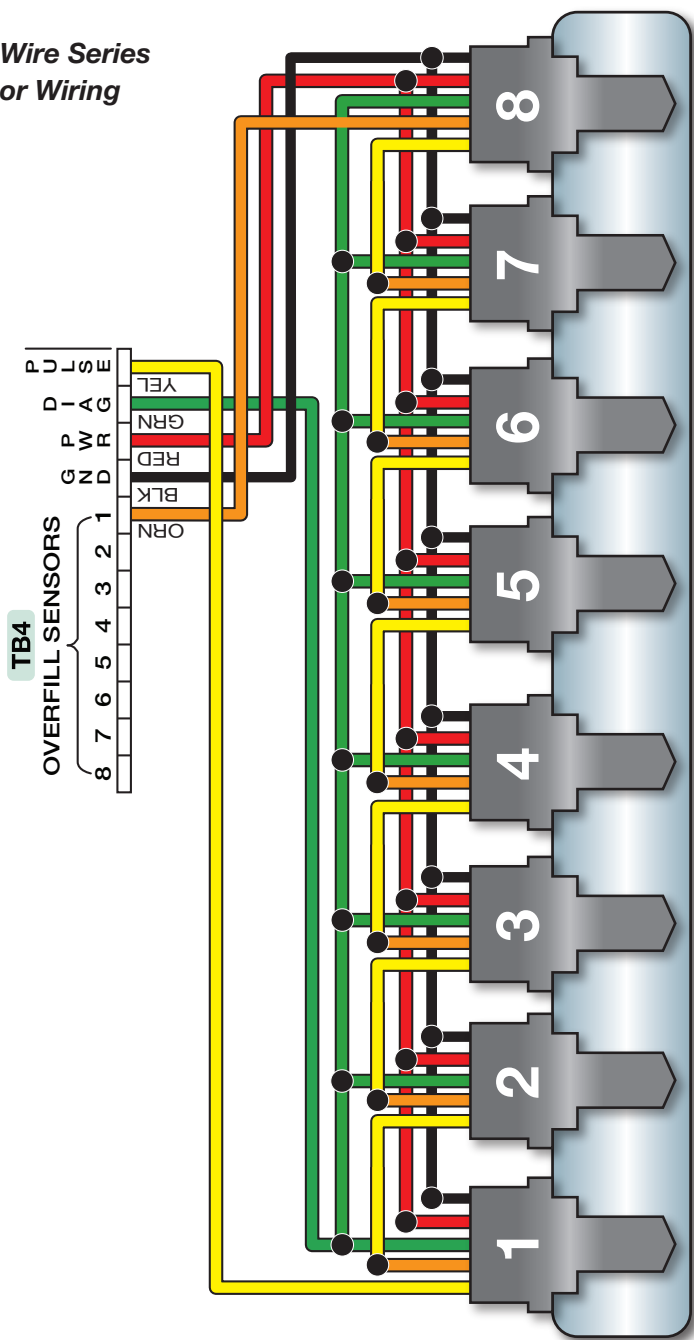 Wire Series
or Wiring
TB4
OVERFILL SENSORS
8 7 6 5 4 3 2 1
GND
PWR
DIAG
PULSE
ORN
BLK
RED
GRN
YEL
1
2
3
4
5
6
7
8